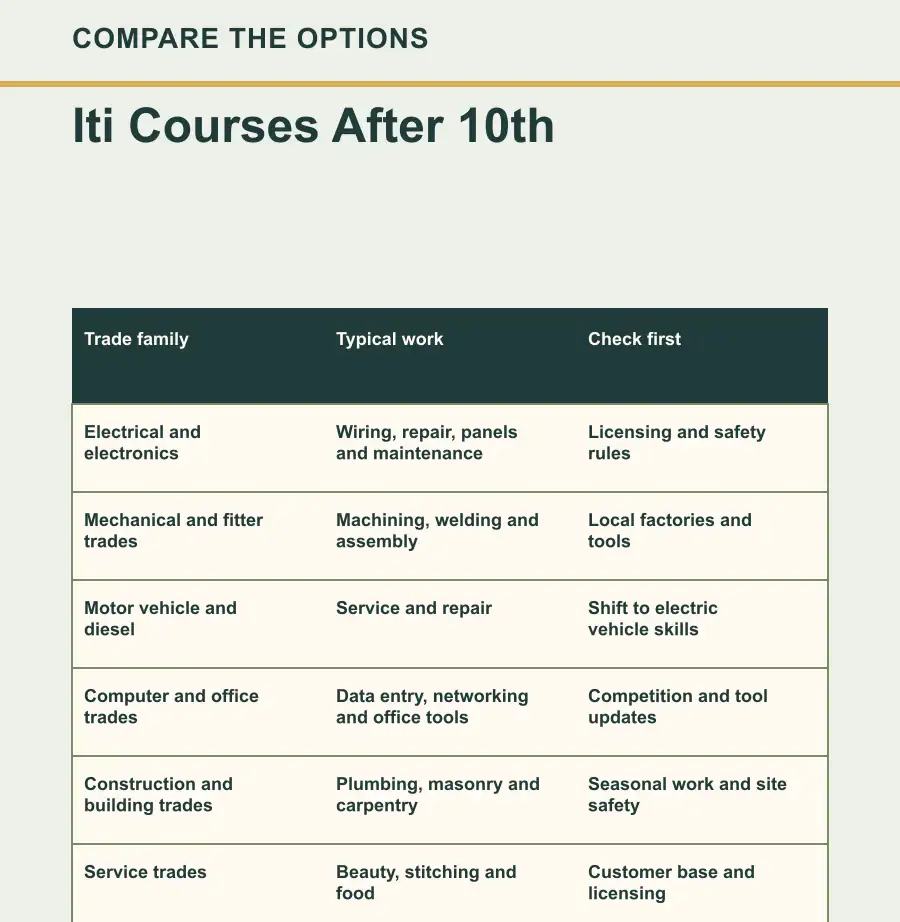 COMPARE THE OPTIONS
Iti Courses After 10th
Trade family
Typical work
Check first
Electrical and
electronics
Wiring, repair, panels
and maintenance
Licensing and safety
rules
Mechanical and fitter
trades
Machining, welding and
assembly
Local factories and
tools
Motor vehicle and
diesel
Service and repair
Shift to electric
vehicle skills
Computer and office
trades
Data entry, networking
and office tools
Competition and tool
updates
Construction and
building trades
Plumbing, masonry and
carpentry
Seasonal work and site
safety
Service trades
Beauty, stitching and
food
Customer base and
licensing